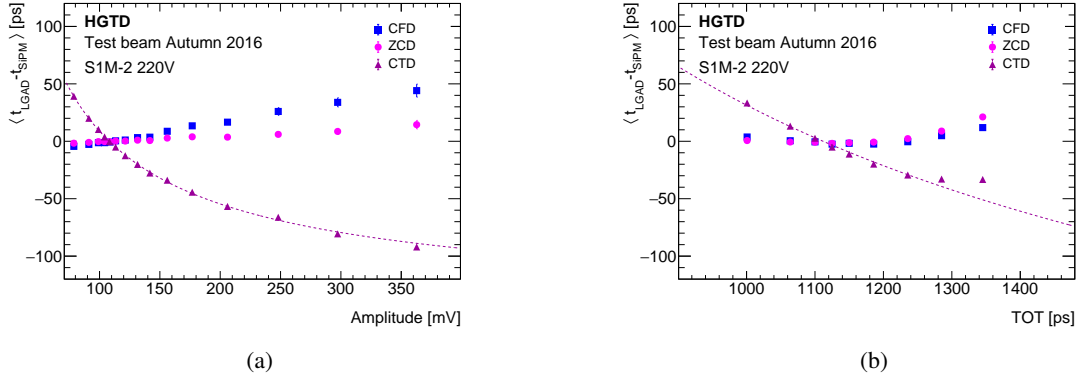 ⟨ t_LGAD-t_SiPM ⟩ [ps]
100
50
0
−50
−100
HGTD
Test beam Autumn 2016
S1M-2 220V
CFD
ZCD
CTD
100 150 200 250 300 350
Amplitude [mV]
(a)
⟨ t_LGAD-t_SiPM ⟩ [ps]
100
50
0
−50
−100
HGTD
Test beam Autumn 2016
S1M-2 220V
CFD
ZCD
CTD
1000 1100 1200 1300 1400
TOT [ps]
(b)